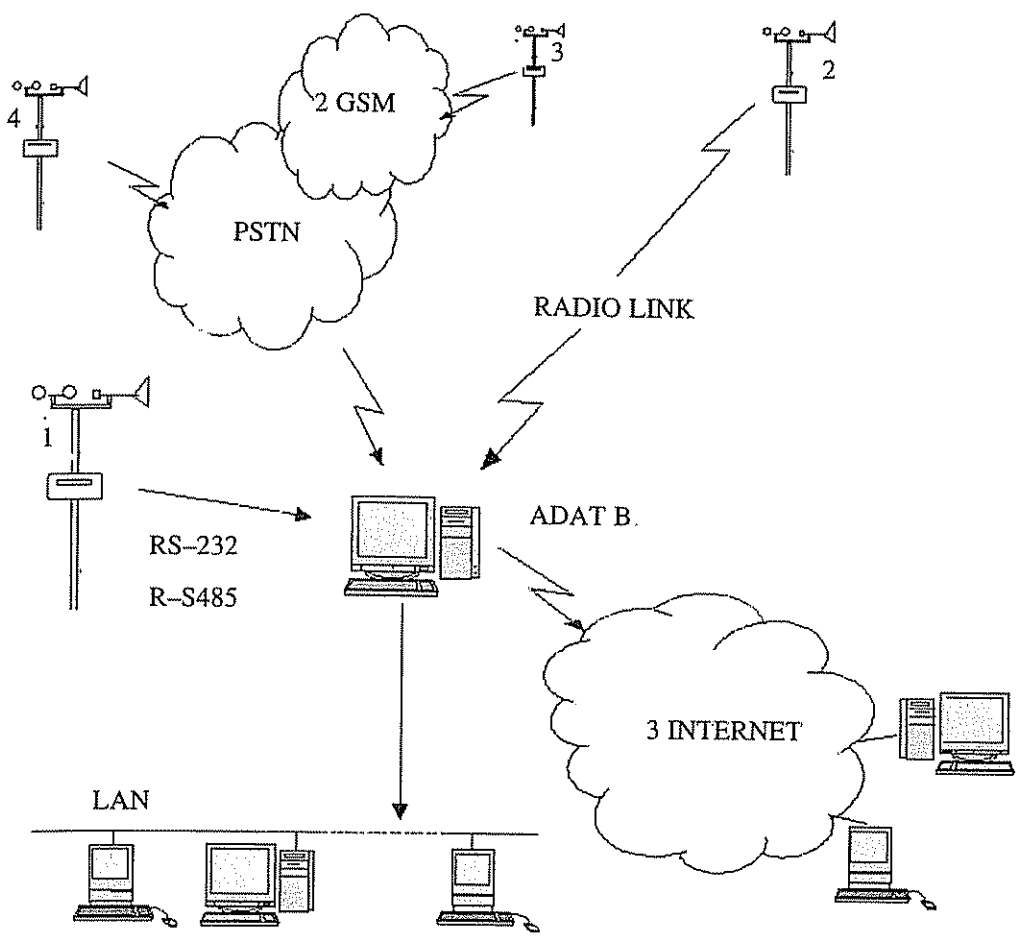 3
2
2 GSM
4
PSTN
RADIO LINK
1
ADAT B.
RS–232
R–S485
3 INTERNET
LAN